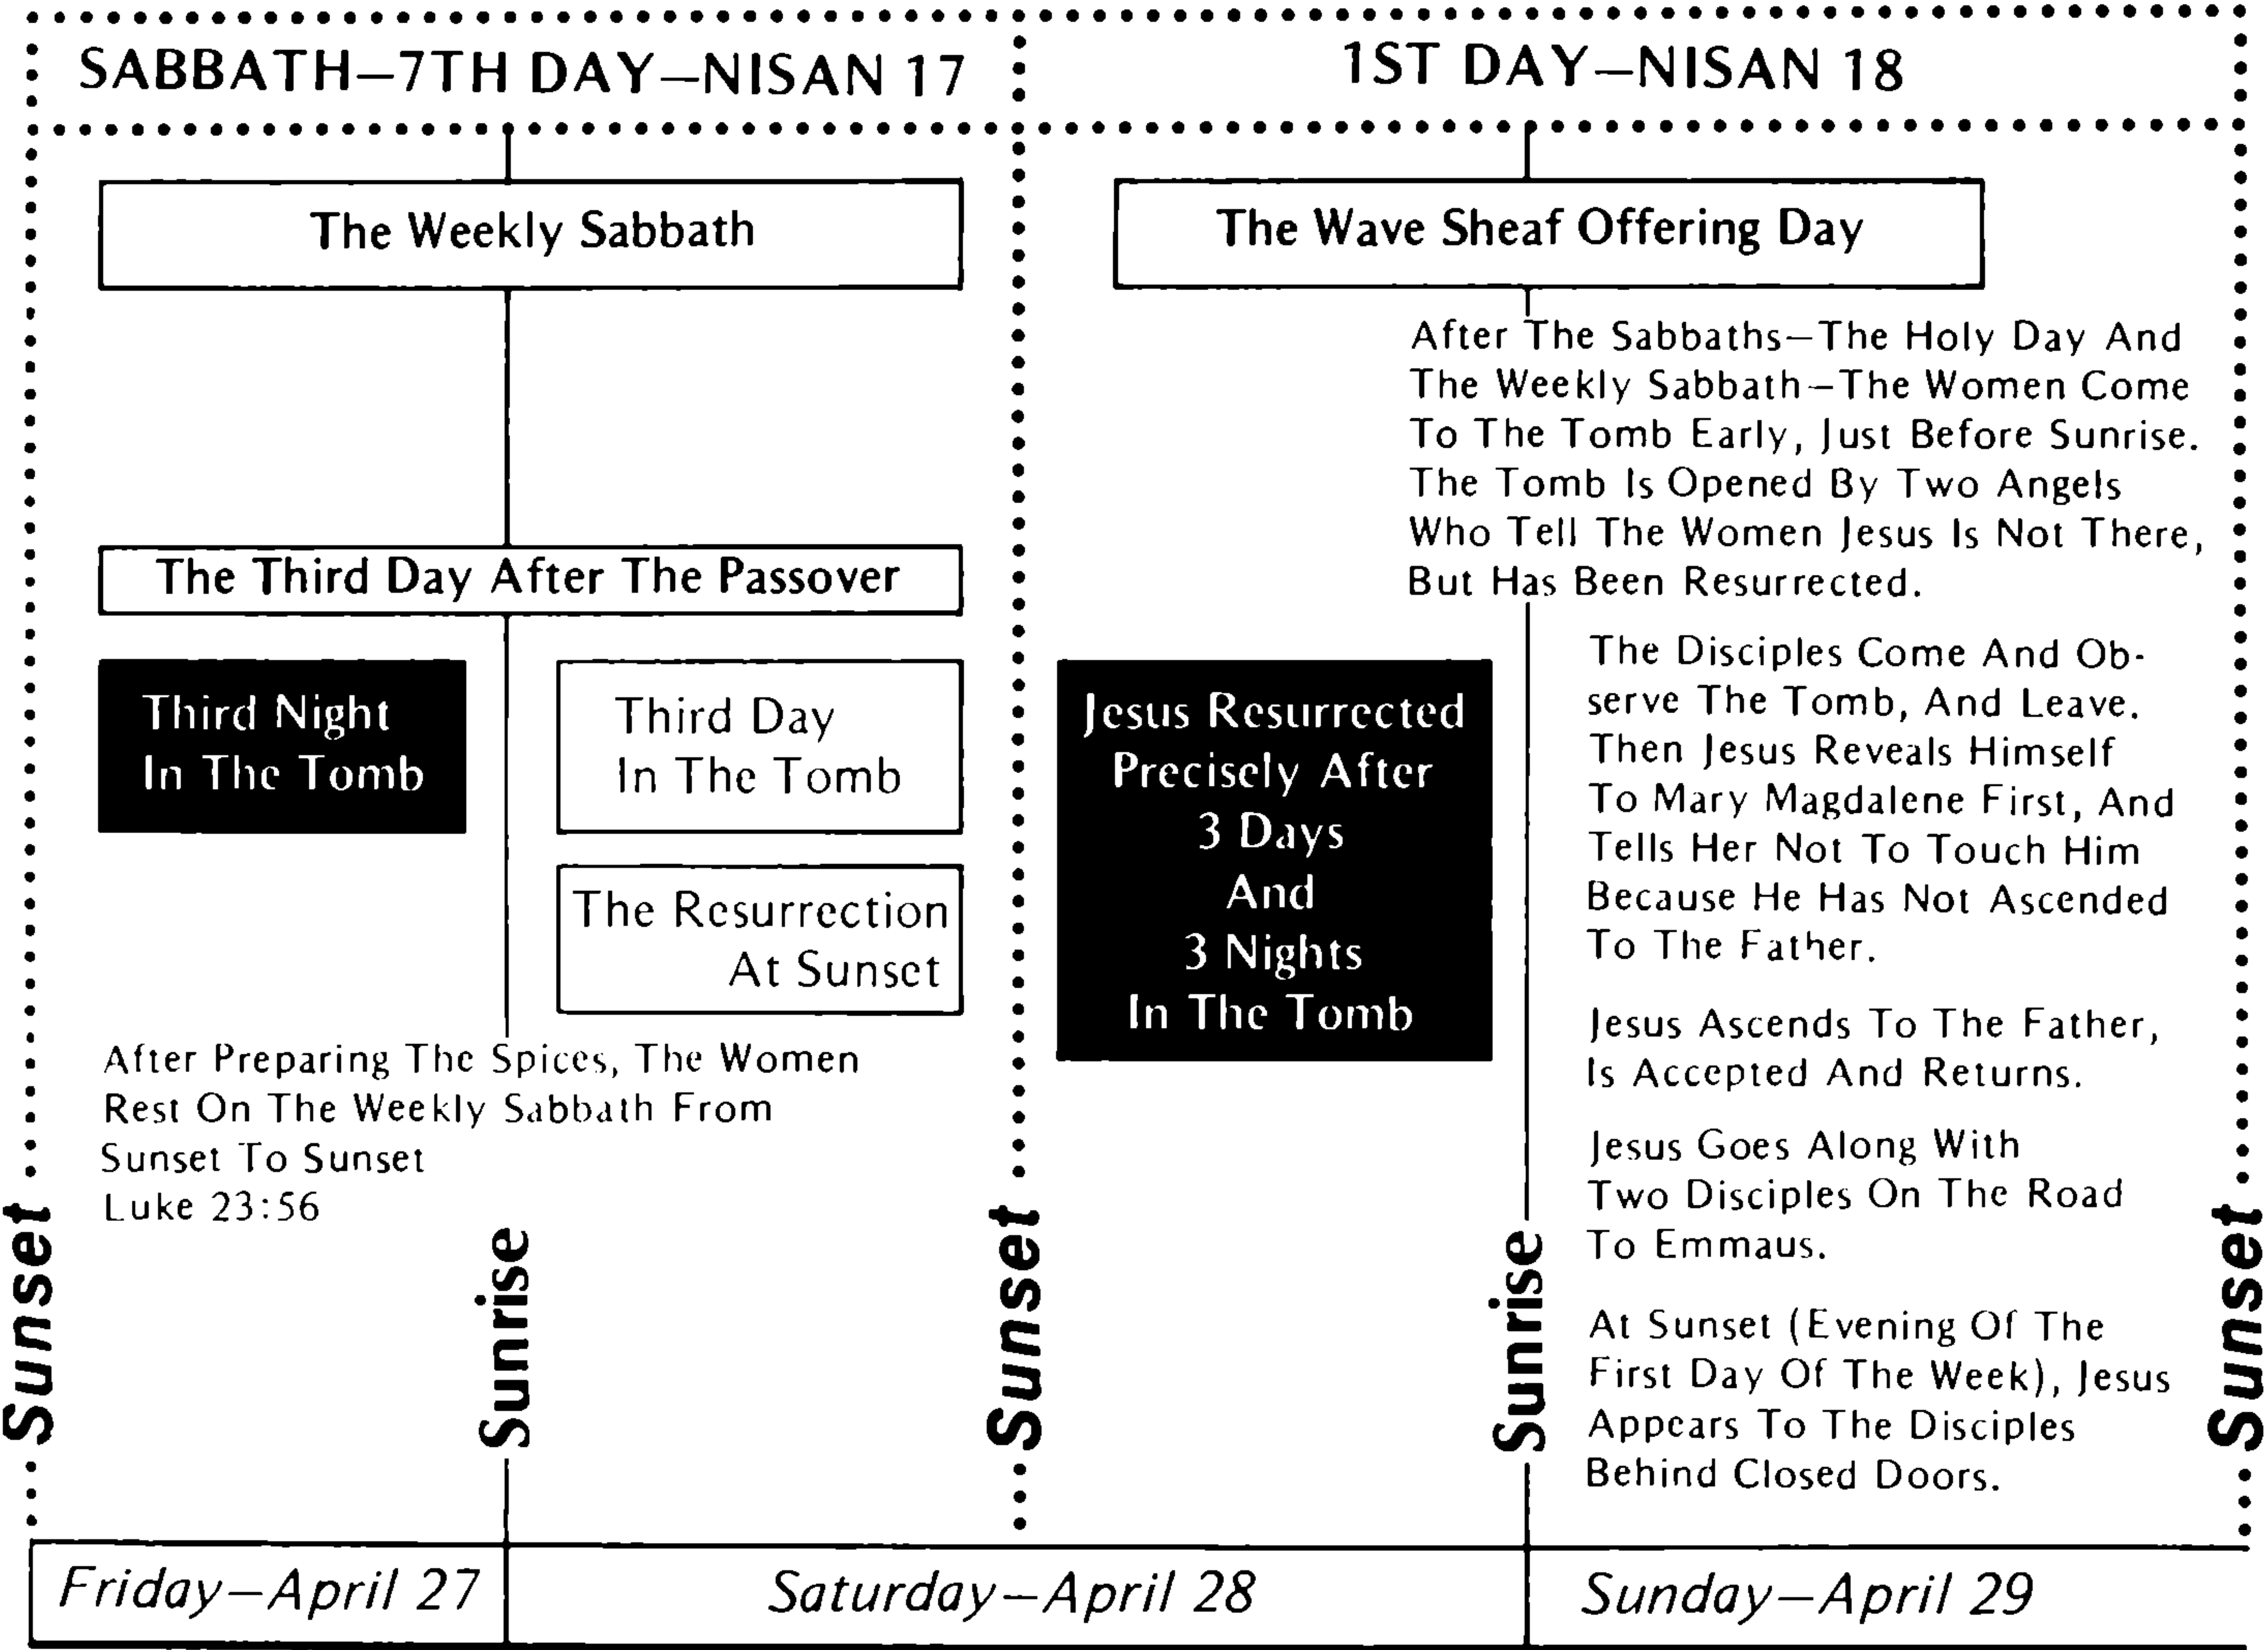 SABBATH—7TH DAY—NISAN 17
The Weekly Sabbath
The Third Day After The Passover
Third Night
In The Tomb
Third Day
In The Tomb
The Resurrection
At Sunset
After Preparing The Spices, The Women
Rest On The Weekly Sabbath From
Sunset To Sunset
Luke 23:56
1ST DAY—NISAN 18
The Wave Sheaf Offering Day
After The Sabbaths—The Holy Day And
The Weekly Sabbath—The Women Come
To The Tomb Early, Just Before Sunrise.
The Tomb Is Opened By Two Angels
Who Tell The Women Jesus Is Not There,
But Has Been Resurrected.
Jesus Resurrected
Precisely After
3 Days
And
3 Nights
In The Tomb
The Disciples Come And Ob-
serve The Tomb, And Leave.
Then Jesus Reveals Himself
To Mary Magdalene First, And
Tells Her Not To Touch Him
Because He Has Not Ascended
To The Father.
Jesus Ascends To The Father,
Is Accepted And Returns.
Jesus Goes Along With
Two Disciples On The Road
To Emmaus.
At Sunset (Evening Of The
First Day Of The Week), Jesus
Appears To The Disciples
Behind Closed Doors.
Sunset
Sunrise
Sunset
Sunrise
Sunset
Friday—April 27
Saturday—April 28
Sunday—April 29